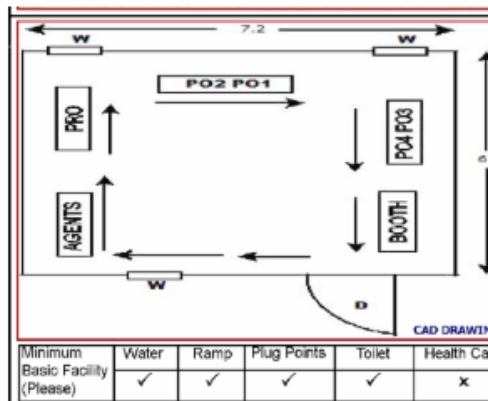 7.2
W
W
PO2 PO1
PRO
PO4 PO3
6
AGENTS
BOOTH
W
D
CAD DRAWIN
Minimum Basic Facility (Please)
Water
Ramp
Plug Points
Toilet
Health Ca
✓
✓
✓
✓
x